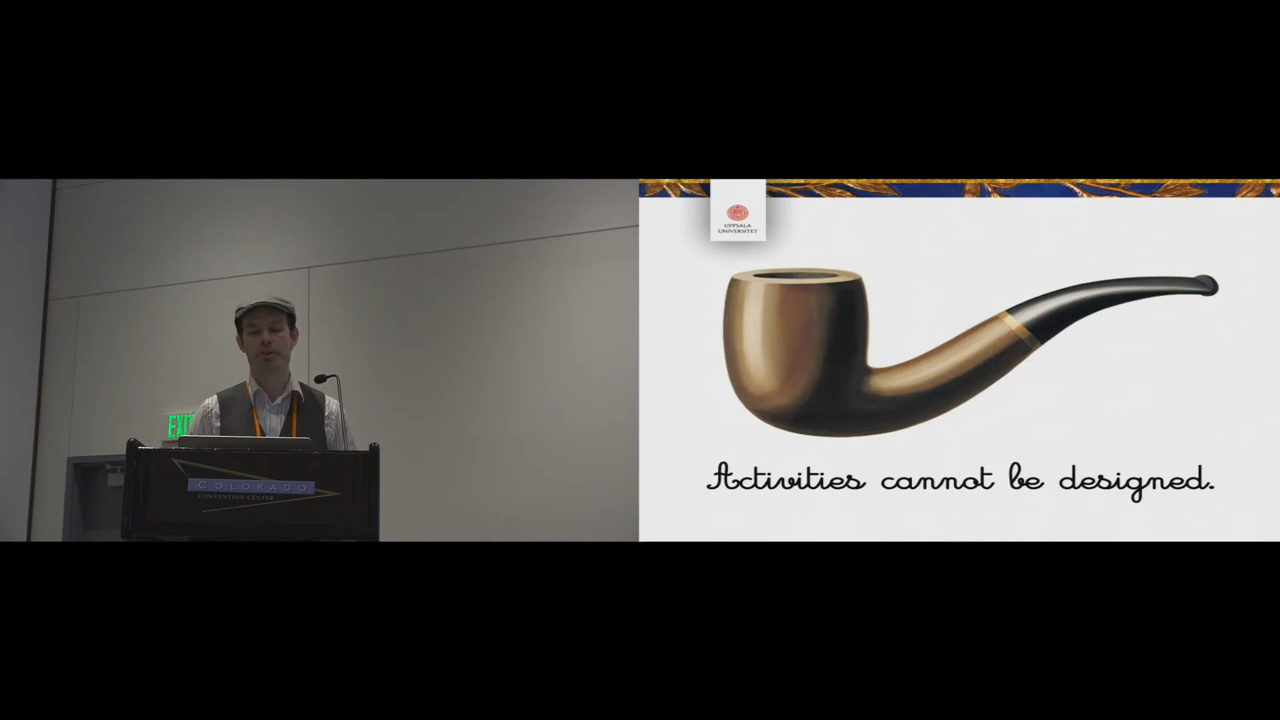 EXIT
COLORADO
CONVENTION CENTER
UPPSALA
UNIVERSITET
Activities cannot be designed.